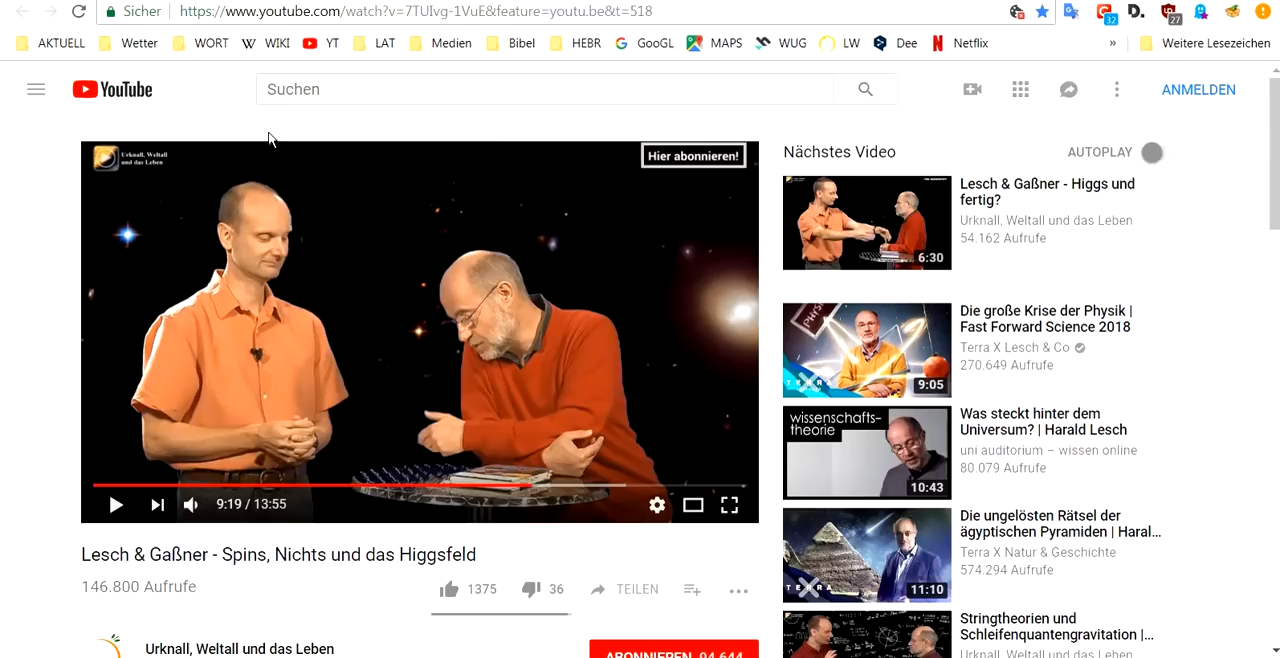 Sicher https://www.youtube.com/watch?v=7TUIvg-1VuE&feature=youtu.be&t=518
32
D.
27
AKTUELL Wetter WORT W WIKI YT LAT Medien Bibel HEBR G GooGL MAPS WUG LW Dee N Netflix » Weitere Lesezeichen
YouTube
Suchen
ANMELDEN
Urknall, Weltall
und das Leben
Hier abonnieren!
9:19 / 13:55
Lesch & Gaßner - Spins, Nichts und das Higgsfeld
146.800 Aufrufe
1375 36 TEILEN
Urknall, Weltall und das Leben
ABONNIEREN 94.644
Nächstes Video
AUTOPLAY
6:30
Lesch & Gaßner - Higgs und
fertig?
Urknall, Weltall und das Leben
54.162 Aufrufe
TERRA
9:05
Die große Krise der Physik |
Fast Forward Science 2018
Terra X Lesch & Co
270.649 Aufrufe
wissenschafts-
theorie
10:43
Was steckt hinter dem
Universum? | Harald Lesch
uni auditorium – wissen online
80.079 Aufrufe
TERRA
11:10
Die ungelösten Rätsel der
ägyptischen Pyramiden | Haral...
Terra X Natur & Geschichte
574.294 Aufrufe
Stringtheorien und
Schleifenquantengravitation |...
Urknall, Weltall und das Leben